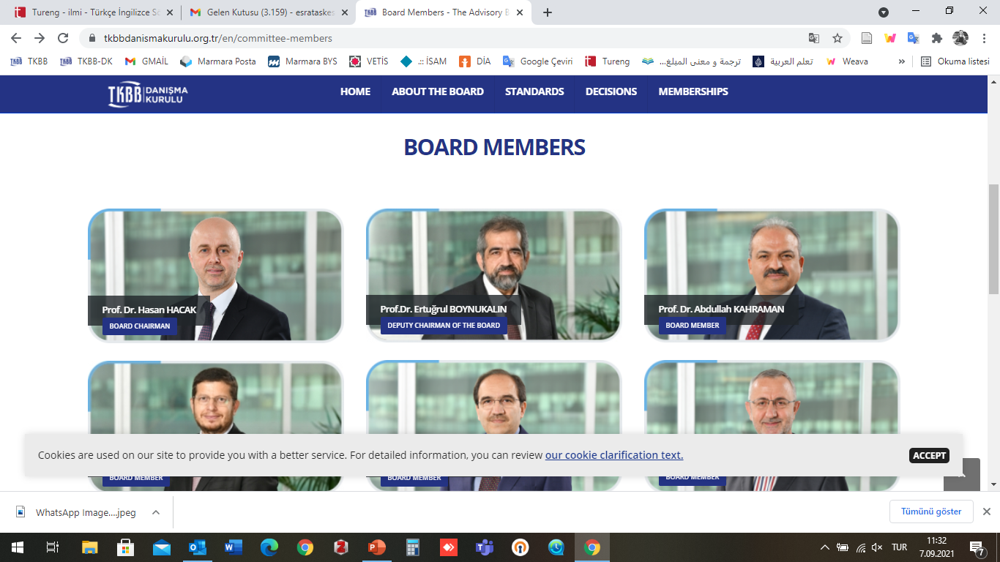 Tureng - ilmi - Türkçe İngilizce Sö
Gelen Kutusu (3.159) - esrataskes
Board Members - The Advisory B
tkbbdanismakurulu.org.tr/en/committee-members
TKBB
TKBB-DK
GMAİL
Marmara Posta
Marmara BYS
VETİS
.:: İSAM
DİA
Google Çeviri
Tureng
ترجمة و معنى المبلغ...
تعلم العربية
Weava
»
Okuma listesi
TKBB DANIŞMA
KURULU
HOME
ABOUT THE BOARD
STANDARDS
DECISIONS
MEMBERSHIPS
BOARD MEMBERS
Prof. Dr. Hasan HACAK
BOARD CHAIRMAN
Prof.Dr. Ertuğrul BOYNUKALIN
DEPUTY CHAIRMAN OF THE BOARD
Prof. Dr. Abdullah KAHRAMAN
BOARD MEMBER
Cookies are used on our site to provide you with a better service. For detailed information, you can review our cookie clarification text.
ACCEPT
BOARD MEMBER
BOARD MEMBER
BOARD MEMBER
WhatsApp Image....jpeg
Tümünü göster
TUR
11:32
7.09.2021
7